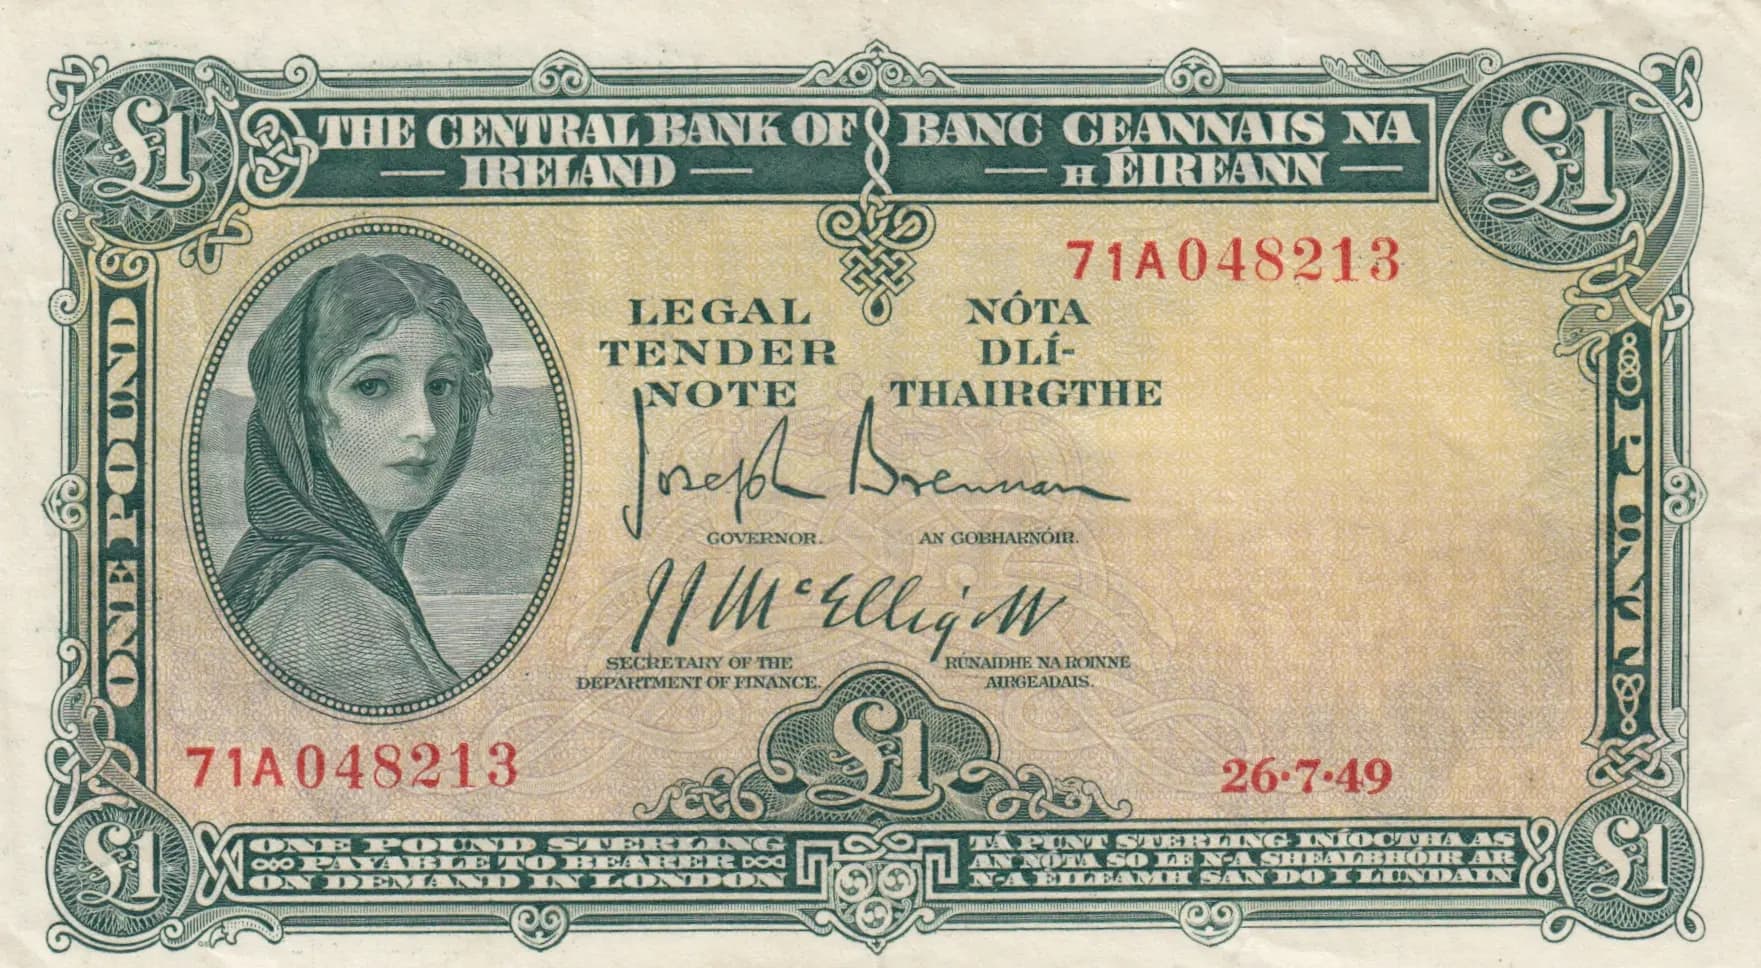 £1
£1
THE CENTRAL BANK OF
IRELAND
BANC CEANNAIS NA
H ÉIREANN
71A048213
LEGAL
TENDER
NOTE
NÓTA
DLÍ-
THAIRGTHE
ONE POUND
PUNT
Joseph Brennan
GOVERNOR.
AN GOBHARNÓIR.
J J McElligott
SECRETARY OF THE
DEPARTMENT OF FINANCE.
RÚNAIDHE NA ROINNE
AIRGEADAIS.
71A048213
£1
26·7·49
£1
ONE POUND STERLING
PAYABLE TO BEARER
ON DEMAND IN LONDON
TÁ PUNT STERLING INÍOCTHA AS
AN NÓTA SO LE N-A SHEALBHÓIR AR
N-A ÉILEAMH SAN DO I LUNDAIN
£1